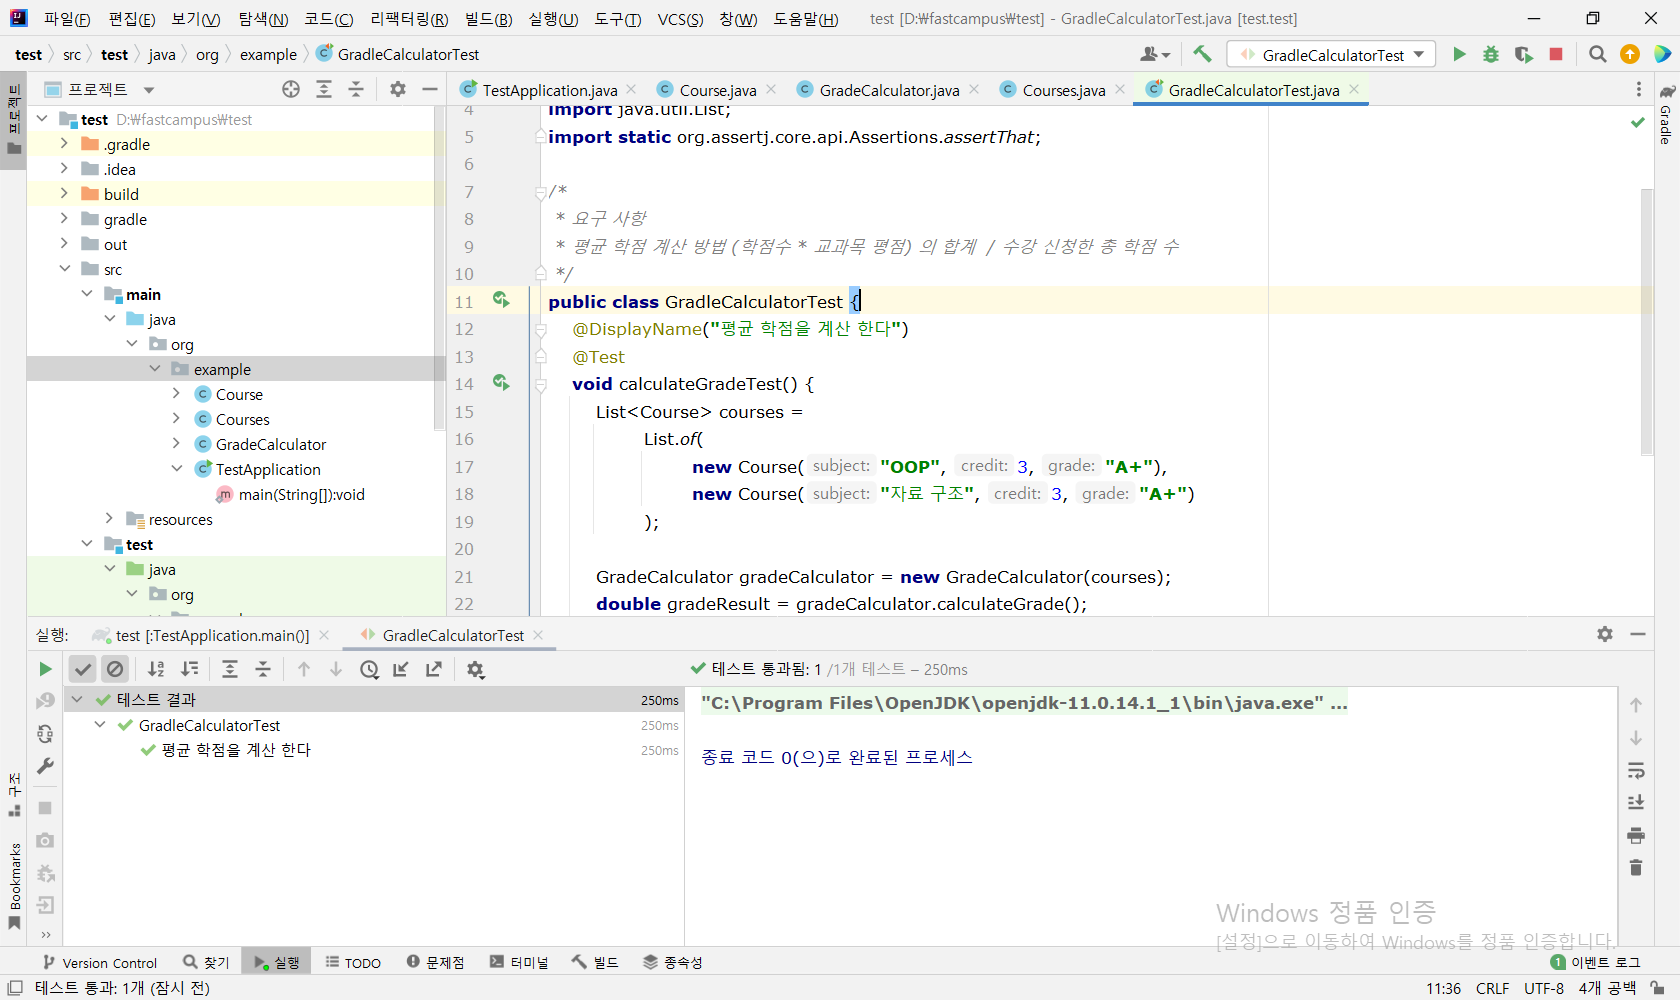 파일(F) 편집(E) 보기(V) 탐색(N) 코드(C) 리팩터링(R) 빌드(B) 실행(U) 도구(T) VCS(S) 창(W) 도움말(H) test [D:₩fastcampus₩test] - GradleCalculatorTest.java [test.test]
test src test java org example GradleCalculatorTest GradleCalculatorTest
프로젝트 TestApplication.java Course.java GradeCalculator.java Courses.java GradleCalculatorTest.java
프로젝트
Gradle
구조
Bookmarks
test D:₩fastcampus₩test
.gradle
.idea
build
gradle
out
src
main
java
org
example
Course
Courses
GradeCalculator
TestApplication
main(String[]):void
resources
test
java
org
4 import java.util.List;
5 import static org.assertj.core.api.Assertions.assertThat;
6
7 /*
8 * 요구 사항
9 * 평균 학점 계산 방법 (학점수 * 교과목 평점) 의 합계 / 수강 신청한 총 학점 수
10 */
11 public class GradleCalculatorTest {
12 @DisplayName("평균 학점을 계산 한다")
13 @Test
14 void calculateGradeTest() {
15 List<Course> courses =
16 List.of(
17 new Course( subject: "OOP", credit: 3, grade: "A+"),
18 new Course( subject: "자료 구조", credit: 3, grade: "A+")
19 );
20
21 GradeCalculator gradeCalculator = new GradeCalculator(courses);
22 double gradeResult = gradeCalculator.calculateGrade();
실행: test [:TestApplication.main()] GradleCalculatorTest
테스트 통과됨: 1 /1개 테스트 – 250ms
테스트 결과 250ms
GradleCalculatorTest 250ms
평균 학점을 계산 한다 250ms
"C:\Program Files\OpenJDK\openjdk-11.0.14.1_1\bin\java.exe" ...
종료 코드 0(으)로 완료된 프로세스
Windows 정품 인증
[설정]으로 이동하여 Windows를 정품 인증합니다.
Version Control 찾기 실행 TODO 문제점 터미널 빌드 종속성 1 이벤트 로그
테스트 통과: 1개 (잠시 전) 11:36 CRLF UTF-8 4개 공백